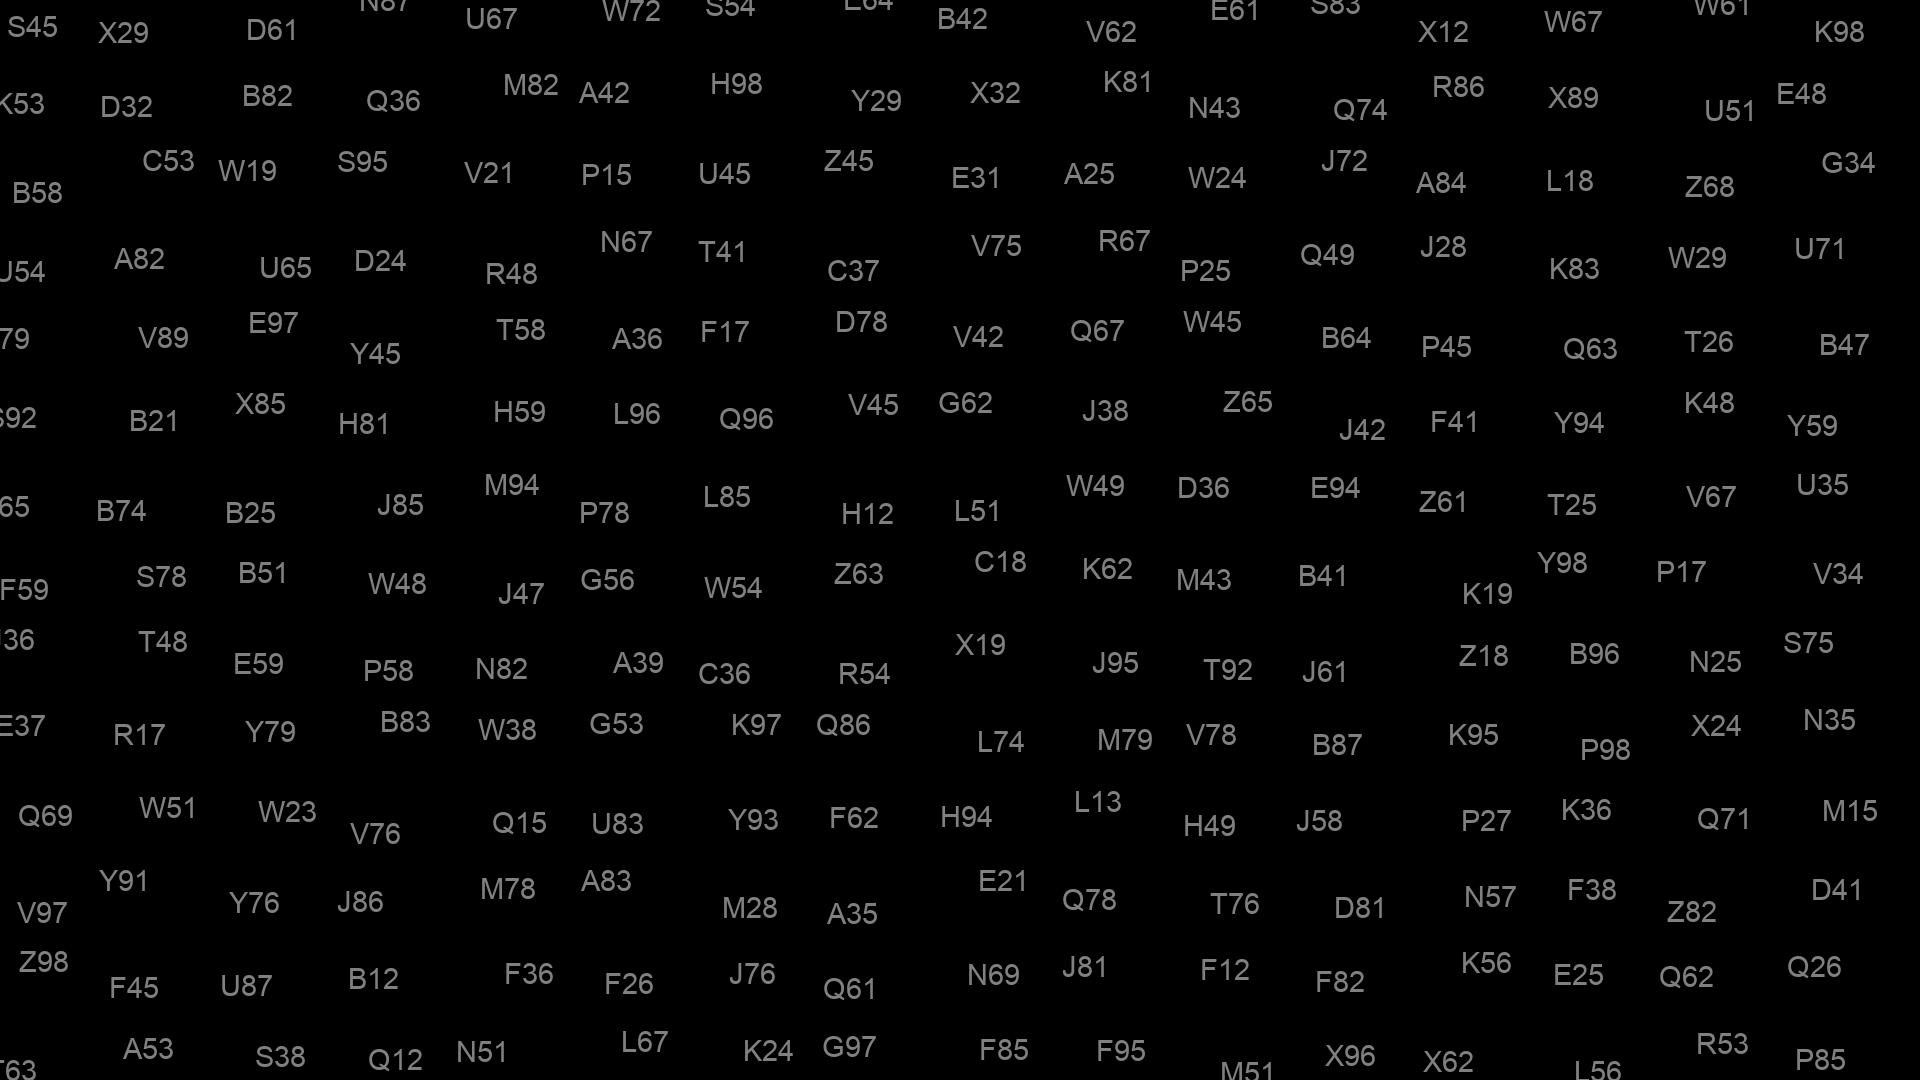 S45 X29 D61 N87 U67 W72 S54 E64 B42 V62 E61 S83 X12 W67 W61 K98
K53 D32 B82 Q36 M82 A42 H98 Y29 X32 K81 N43 Q74 R86 X89 U51 E48
B58 C53 W19 S95 V21 P15 U45 Z45 E31 A25 W24 J72 A84 L18 Z68 G34
U54 A82 U65 D24 R48 N67 T41 C37 V75 R67 P25 Q49 J28 K83 W29 U71
79 V89 E97 Y45 T58 A36 F17 D78 V42 Q67 W45 B64 P45 Q63 T26 B47
S92 B21 X85 H81 H59 L96 Q96 V45 G62 J38 Z65 J42 F41 Y94 K48 Y59
65 B74 B25 J85 M94 P78 L85 H12 L51 W49 D36 E94 Z61 T25 V67 U35
F59 S78 B51 W48 J47 G56 W54 Z63 C18 K62 M43 B41 K19 Y98 P17 V34
36 T48 E59 P58 N82 A39 C36 R54 X19 J95 T92 J61 Z18 B96 N25 S75
E37 R17 Y79 B83 W38 G53 K97 Q86 L74 M79 V78 B87 K95 P98 X24 N35
Q69 W51 W23 V76 Q15 U83 Y93 F62 H94 L13 H49 J58 P27 K36 Q71 M15
V97 Y91 Y76 J86 M78 A83 M28 A35 E21 Q78 T76 D81 N57 F38 Z82 D41
Z98 F45 U87 B12 F36 F26 J76 Q61 N69 J81 F12 F82 K56 E25 Q62 Q26
T63 A53 S38 Q12 N51 L67 K24 G97 F85 F95 M51 X96 X62 L56 R53 P85